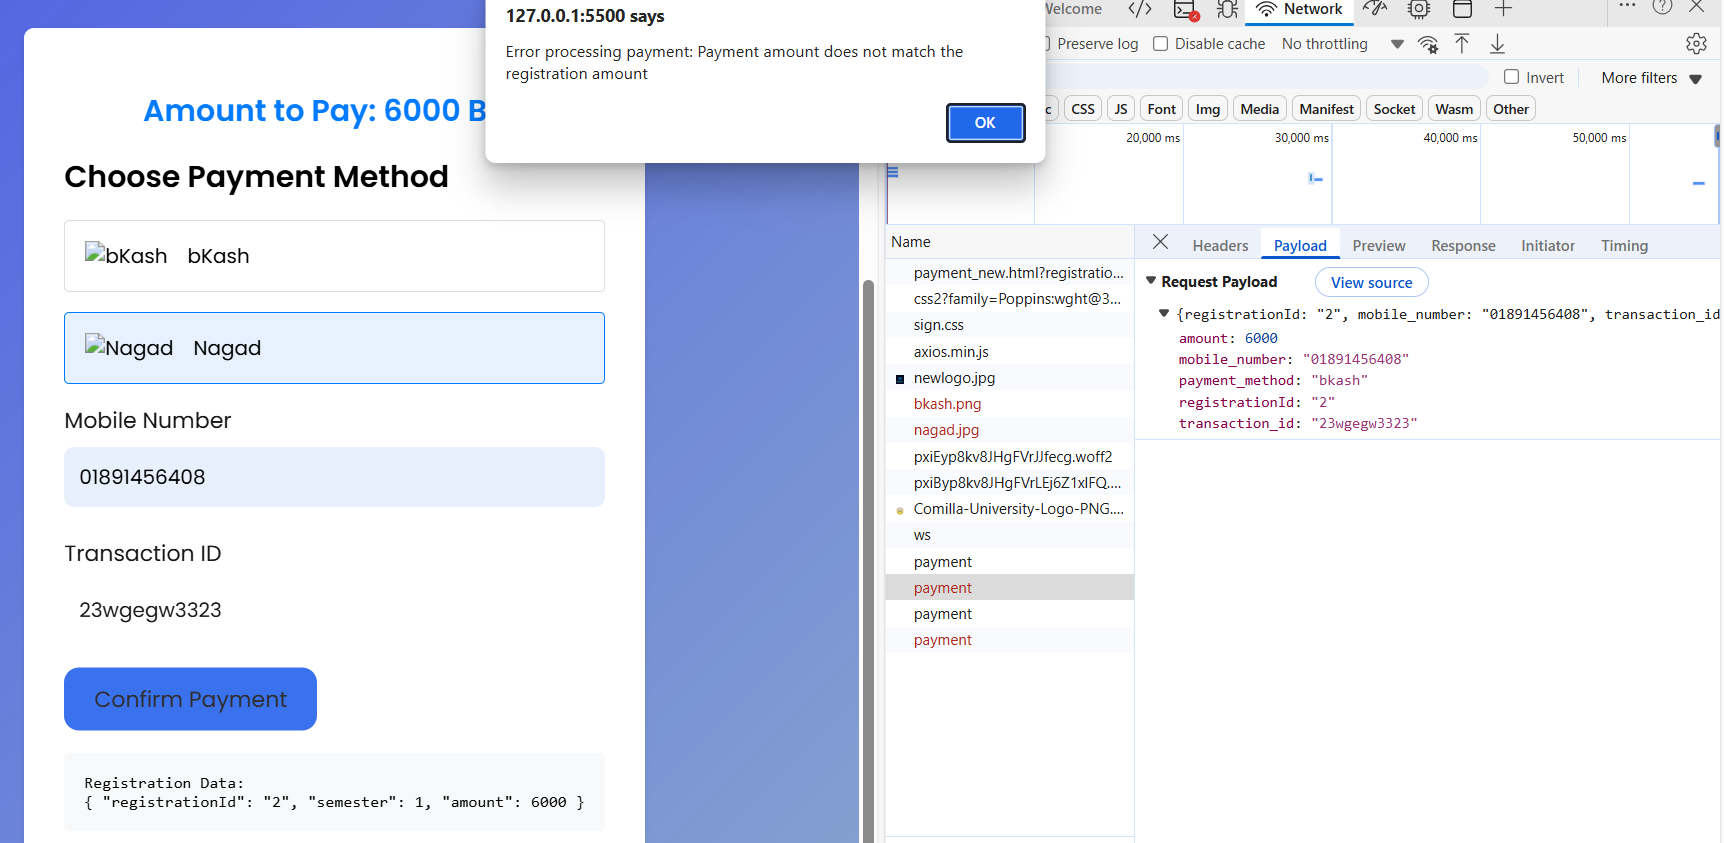 127.0.0.1:5500 says
Error processing payment: Payment amount does not match the
registration amount
OK
Amount to Pay: 6000 B
Choose Payment Method
bKash bKash
Nagad Nagad
Mobile Number
01891456408
Transaction ID
23wgegw3323
Confirm Payment
Registration Data:
{ "registrationId": "2", "semester": 1, "amount": 6000 }
Welcome
Network
Preserve log
Disable cache
No throttling
Invert
More filters
CSS
JS
Font
Img
Media
Manifest
Socket
Wasm
Other
20,000 ms
30,000 ms
40,000 ms
50,000 ms
Name
payment_new.html?registratio...
css2?family=Poppins:wght@3...
sign.css
axios.min.js
newlogo.jpg
bkash.png
nagad.jpg
pxiEyp8kv8JHgFVrJJfecg.woff2
pxiByp8kv8JHgFVrLEj6Z1xlFQ....
Comilla-University-Logo-PNG....
ws
payment
payment
payment
payment
Headers
Payload
Preview
Response
Initiator
Timing
Request Payload
View source
{registrationId: "2", mobile_number: "01891456408", transaction_id
amount: 6000
mobile_number: "01891456408"
payment_method: "bkash"
registrationId: "2"
transaction_id: "23wgegw3323"